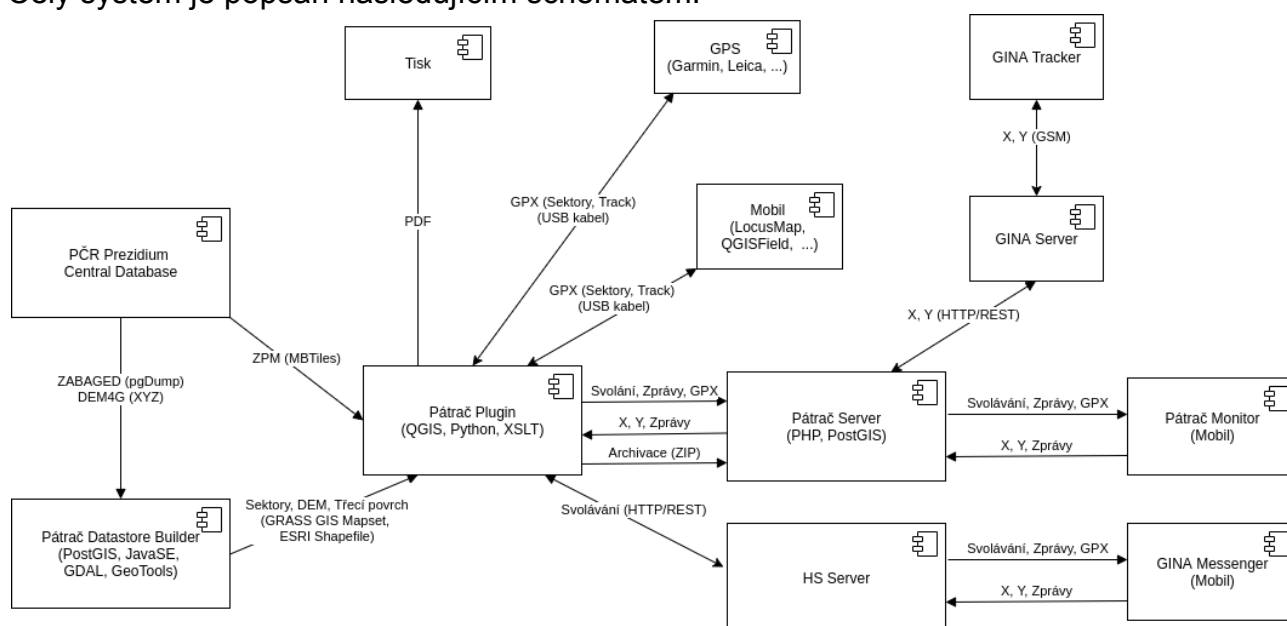 Celý systém je popsán následujícím schématem:
Tisk
GPS
(Garmin, Leica, ...)
GINA Tracker
X, Y (GSM)
GPX (Sektory, Track)
(USB kabel)
PDF
Mobil
(LocusMap,
QGISField, ...)
GINA Server
PČR Prezidium
Central Database
GPX (Sektory, Track)
(USB kabel)
X, Y (HTTP/REST)
ZPM (MBTiles)
ZABAGED (pgDump)
DEM4G (XYZ)
Pátrač Plugin
(QGIS, Python, XSLT)
Svolání, Zprávy, GPX
X, Y, Zprávy
Archivace (ZIP)
Pátrač Server
(PHP, PostGIS)
Svolávání, Zprávy, GPX
X, Y, Zprávy
Pátrač Monitor
(Mobil)
Pátrač Datastore Builder
(PostGIS, JavaSE,
GDAL, GeoTools)
Sektory, DEM, Třecí povrch
(GRASS GIS Mapset,
ESRI Shapefile)
Svolávání (HTTP/REST)
HS Server
Svolávání, Zprávy, GPX
X, Y, Zprávy
GINA Messenger
(Mobil)